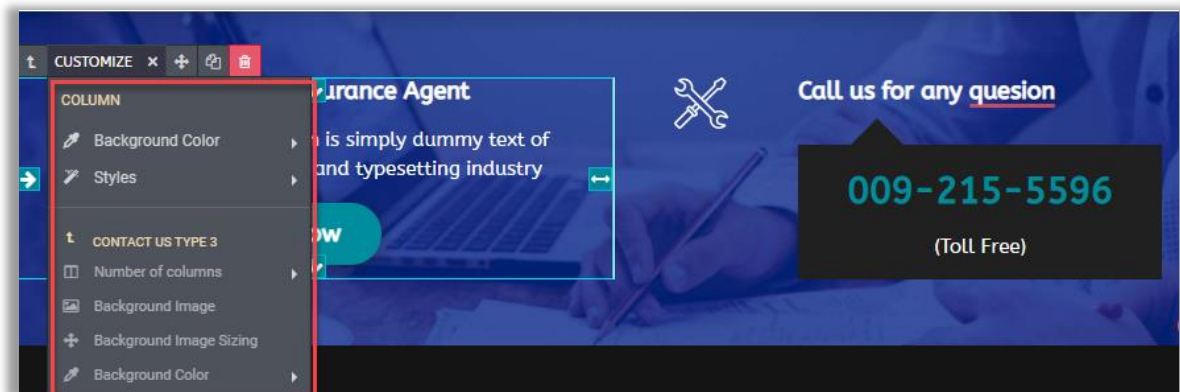 CUSTOMIZE
COLUMN
Background Color
Styles
CONTACT US TYPE 3
Number of columns
Background Image
Background Image Sizing
Background Color
Agent
is simply dummy text of
and typesetting industry
Call us for any quesion
009-215-5596
(Toll Free)